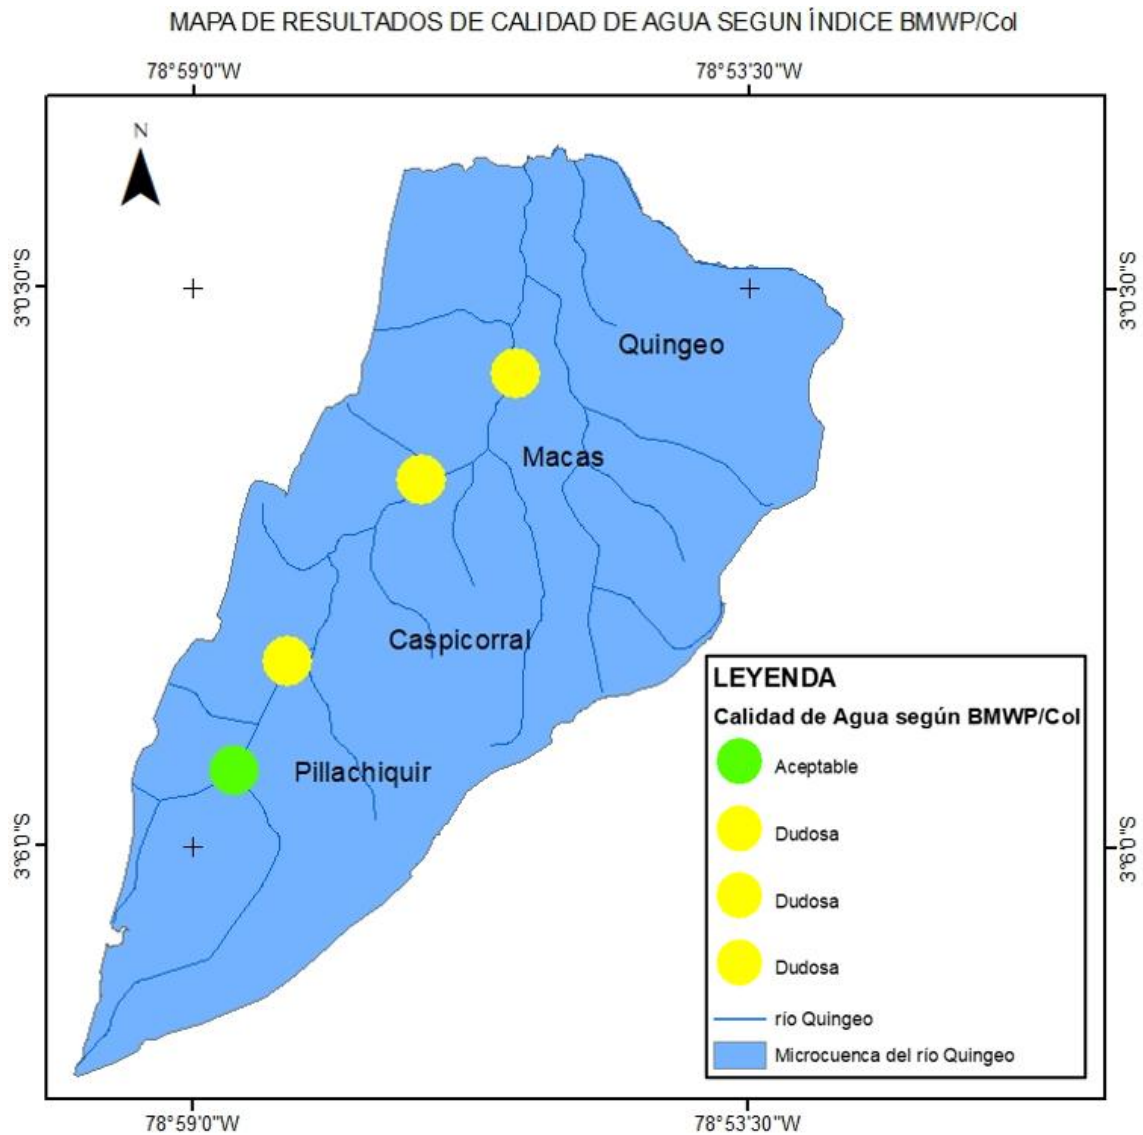 MAPA DE RESULTADOS DE CALIDAD DE AGUA SEGUN ÍNDICE BMWP/Col
78°59'0"W
78°53'30"W
N
3°0'30"S
3°0'30"S
Quingeo
Macas
Caspicorral
Pillachiquir
3°6'0"S
3°6'0"S
LEYENDA
Calidad de Agua según BMWP/Col
Aceptable
Dudosa
Dudosa
Dudosa
río Quingeo
Microcuenca del río Quingeo
78°59'0"W
78°53'30"W